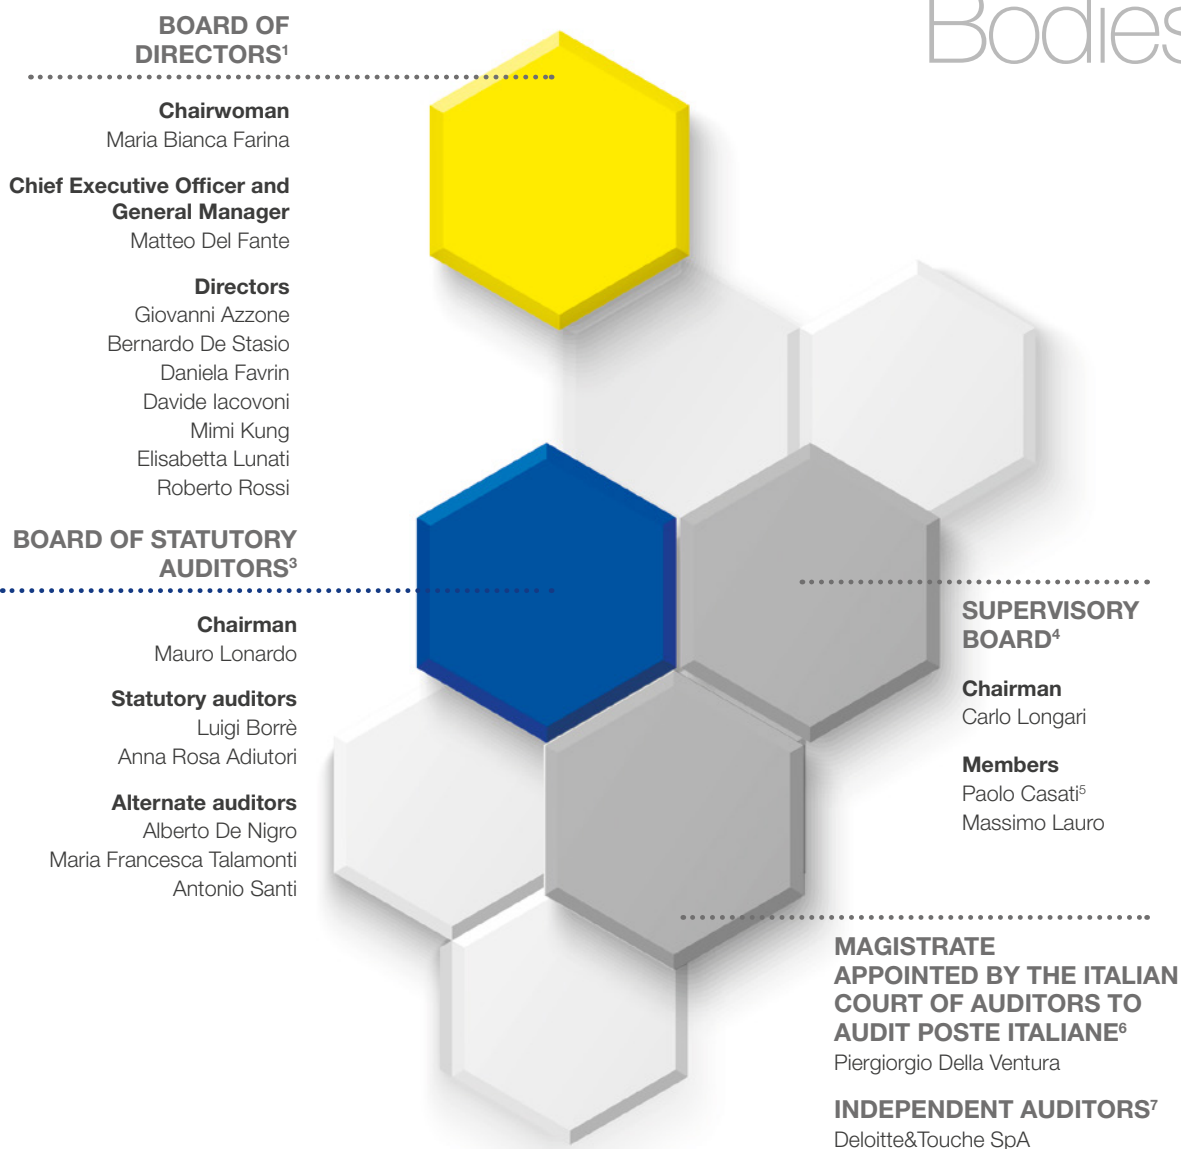 Bodies
BOARD OF
DIRECTORS¹
Chairwoman
Maria Bianca Farina
Chief Executive Officer and
General Manager
Matteo Del Fante
Directors
Giovanni Azzone
Bernardo De Stasio
Daniela Favrin
Davide Iacovoni
Mimi Kung
Elisabetta Lunati
Roberto Rossi
BOARD OF STATUTORY
AUDITORS³
Chairman
Mauro Lonardo
Statutory auditors
Luigi Borrè
Anna Rosa Adiutori
Alternate auditors
Alberto De Nigro
Maria Francesca Talamonti
Antonio Santi
SUPERVISORY
BOARD⁴
Chairman
Carlo Longari
Members
Paolo Casati⁵
Massimo Lauro
MAGISTRATE
APPOINTED BY THE ITALIAN
COURT OF AUDITORS TO
AUDIT POSTE ITALIANE⁶
Piergiorgio Della Ventura
INDEPENDENT AUDITORS⁷
Deloitte&Touche SpA